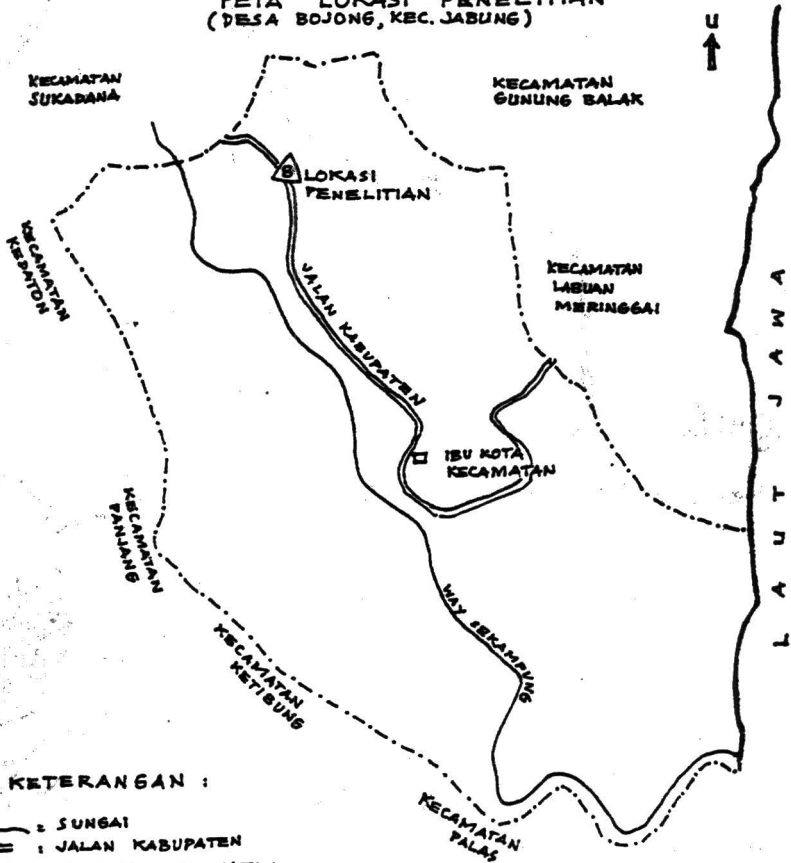 PETA LOKASI PENELITIAN
(DESA BOJONG, KEC. JABUNG)
U
KECAMATAN
SUKADANA
KECAMATAN
GUNUNG BALAK
B
LOKASI
PENELITIAN
KECAMATAN
KEDATON
KECAMATAN
LABUAN
MERINGGAI
JALAN KABUPATEN
LAUT JAWA
IBU KOTA
KECAMATAN
KECAMATAN
PANJANG
WAY SEKAMPUNG
KECAMATAN
KETIBUNG
KETERANGAN :
: SUNGAI
: JALAN KABUPATEN
KECAMATAN
PALAS